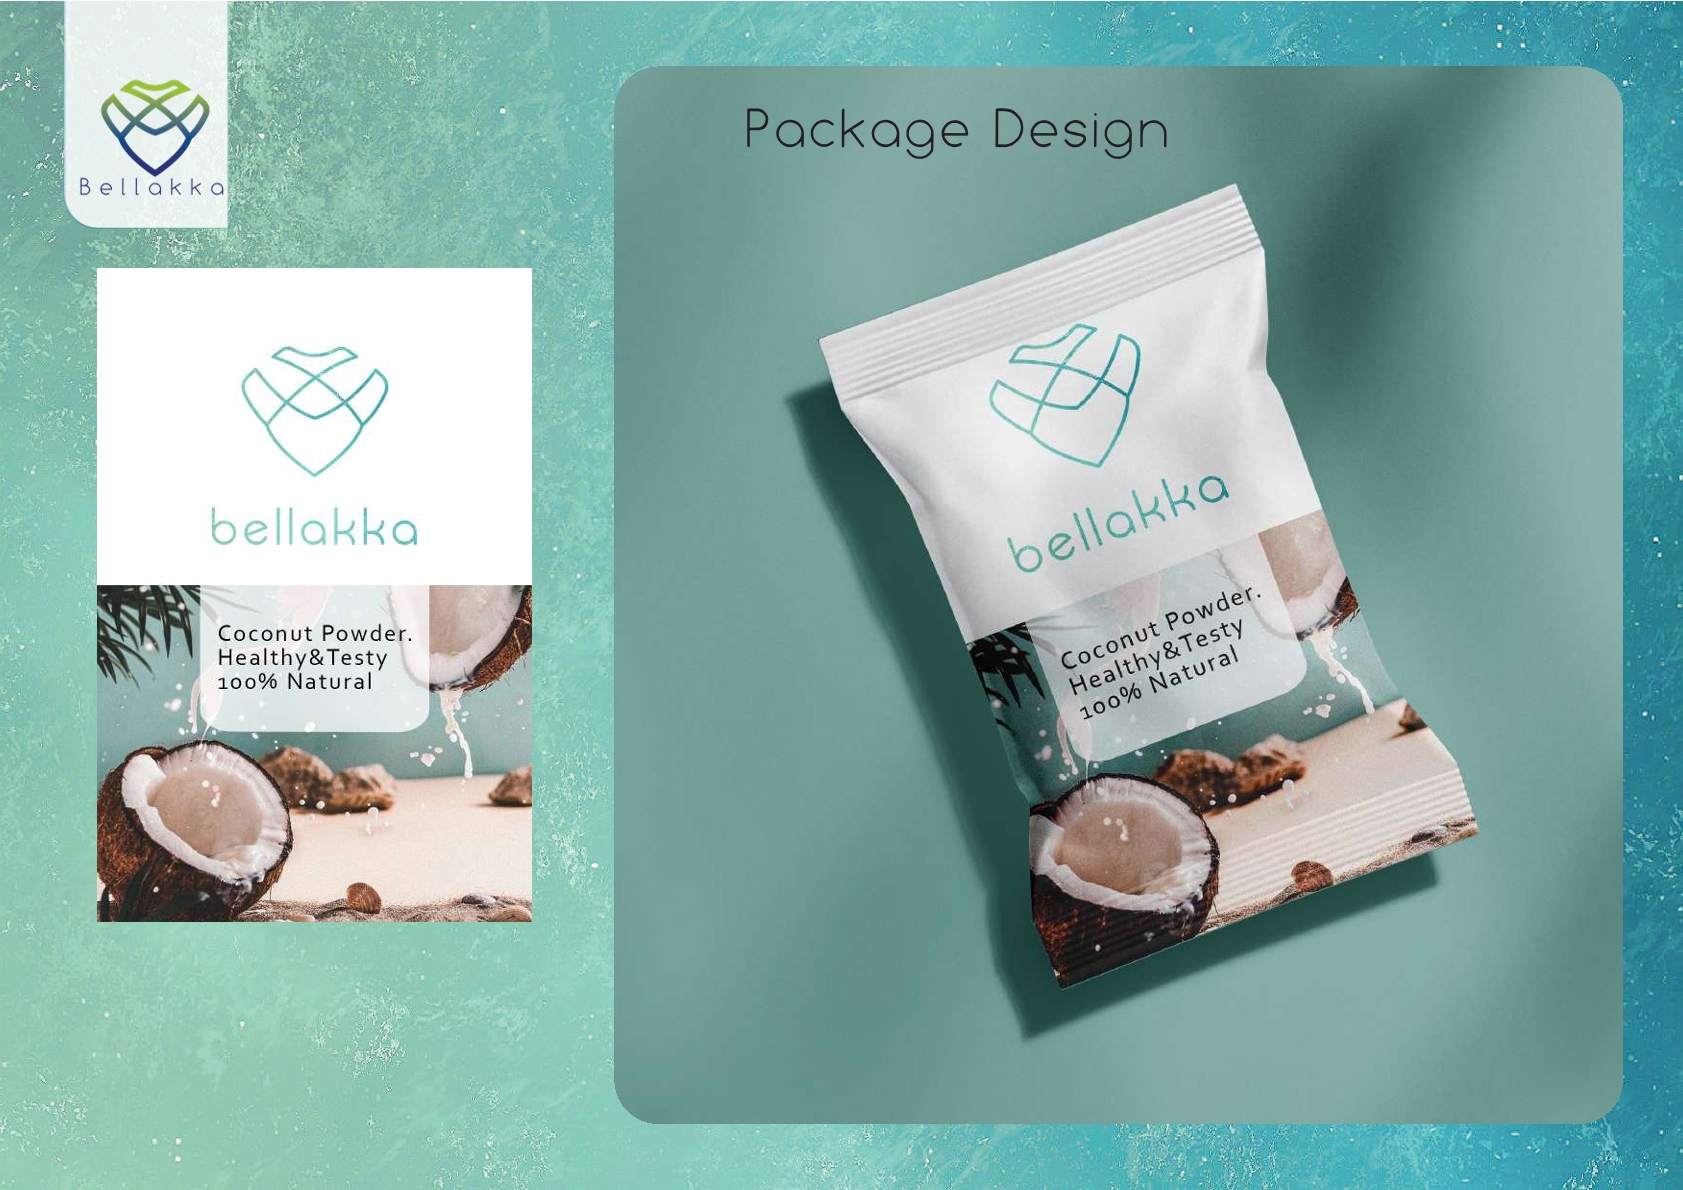 Bellakka
Package Design
bellakka
Coconut Powder.
Healthy&Testy
100% Natural
bellakka
Coconut Powder.
Healthy&Testy
100% Natural